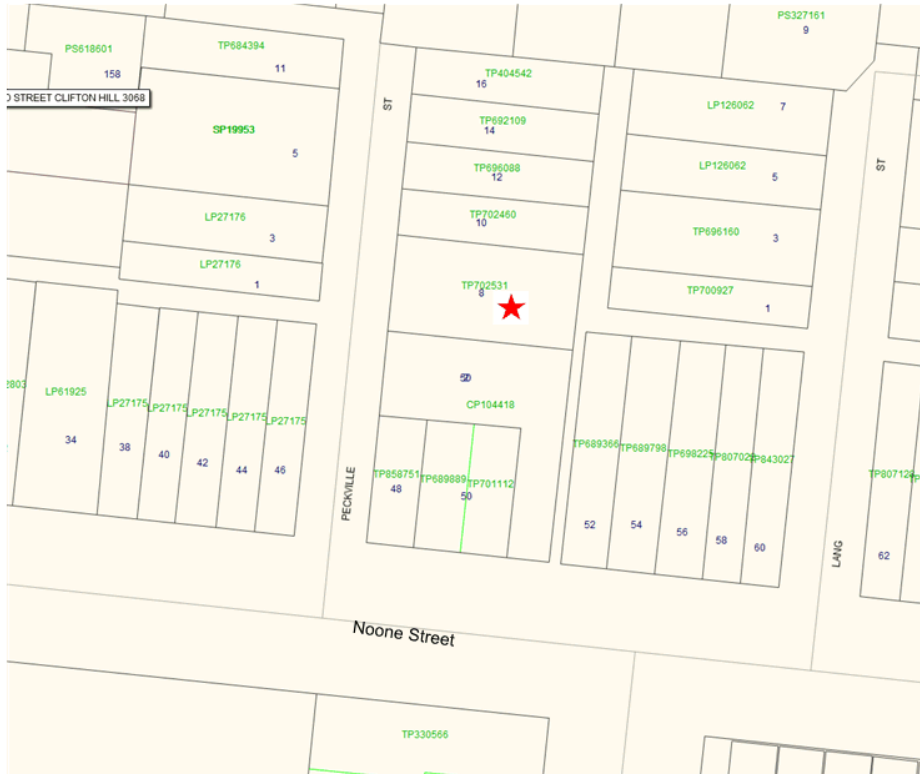 PS327161
9
PS618601
158
TP684394
11
TP404542
16
O STREET CLIFTON HILL 3068
ST
LP126062
7
SP19953
5
TP692109
14
ST
LP126062
5
TP696088
12
LP27176
3
TP702460
10
TP696160
3
LP27176
1
TP702531
8
TP700927
1
2803
LP61925
34
LP27175
38
LP27175
40
LP27175
42
LP27175
44
LP27175
46
CP104418
TP858751
48
TP689889
TP701112
50
PECKVILLE
TP689366
52
TP689798
54
TP698225
56
58
TP843027
60
LANG
TP807128
62
Noone Street
TP330566